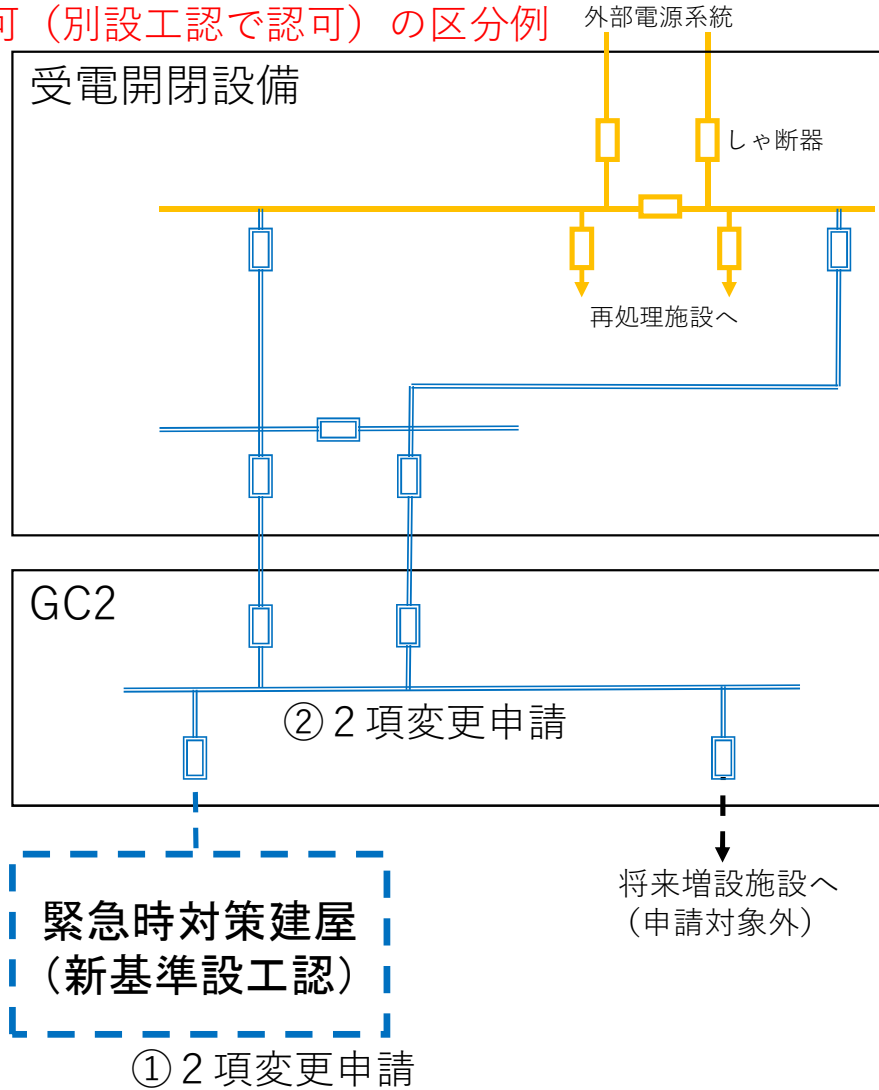 可（別設工認で認可）の区分例
外部電源系統
受電開閉設備
しゃ断器
再処理施設へ
GC2
②２項変更申請
将来増設施設へ
（申請対象外）
緊急時対策建屋
（新基準設工認）
①２項変更申請